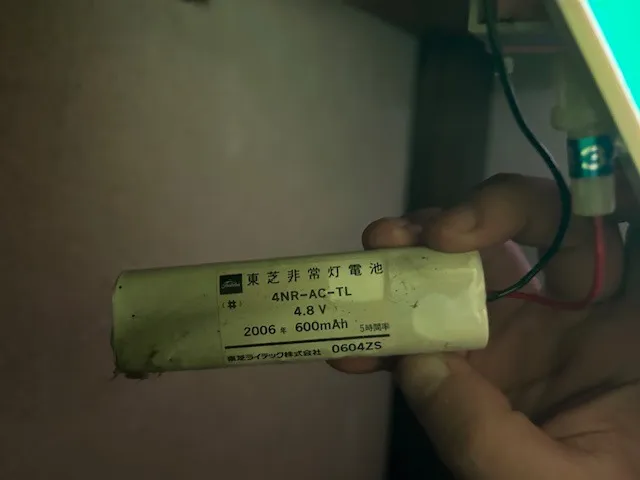 東芝非常灯電池
(株) 4NR-AC-TL
4.8 V
2006 年 600mAh 5時間率
東芝ライテック株式会社 0604ZS